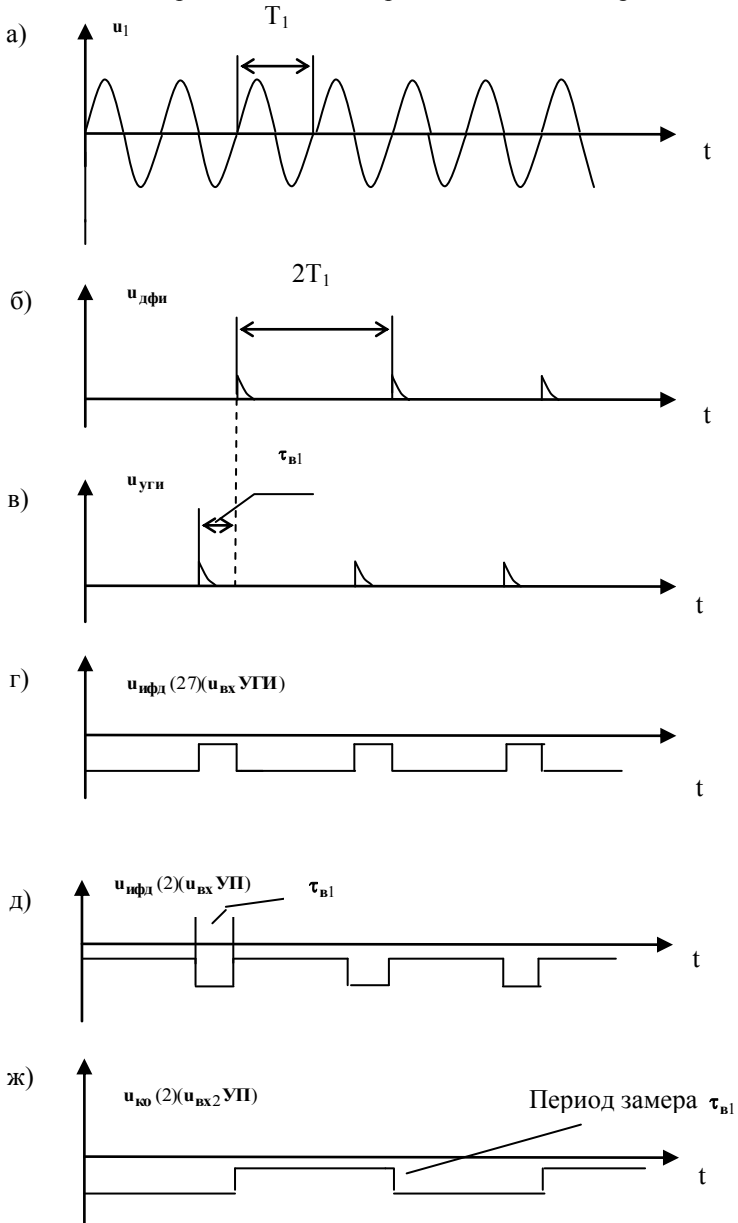 T1
а) u1
t
2T1
б) uдфи
t
τв1
в) uуги
t
г) uифд (27)(uвх УГИ)
t
д) uифд (2)(uвх УП) τв1
t
ж) uко (2)(uвх2 УП) Период замера τв1
t